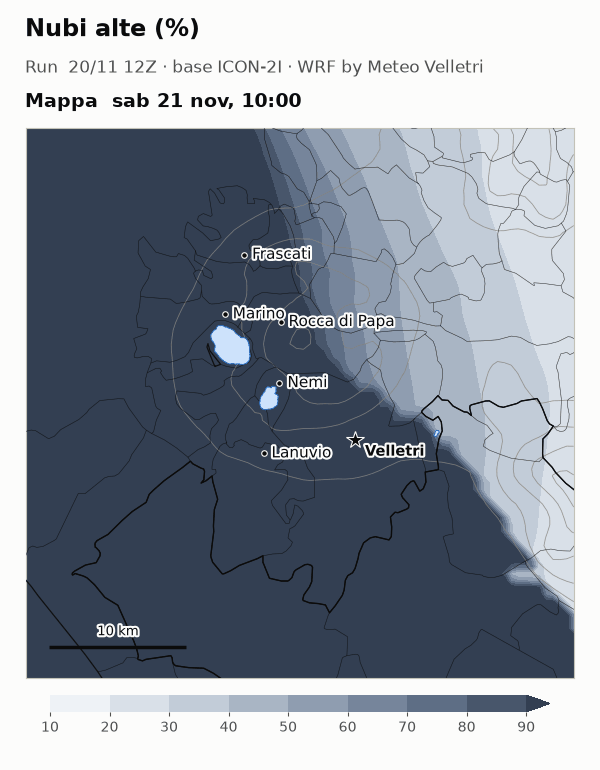 Nubi alte (%)
Run  20/11 12Z · base ICON-2I · WRF by Meteo Velletri
Mappa  sab 21 nov, 10:00
Frascati
Marino
Rocca di Papa
Nemi
Velletri
Lanuvio
10 km
10 20 30 40 50 60 70 80 90